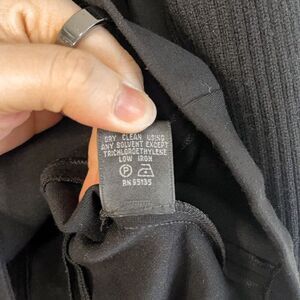 DRY CLEAN USING
ANY SOLVENT EXCEPT
TRICHLOROETHYLENE
LOW IRON
P
RN 55135